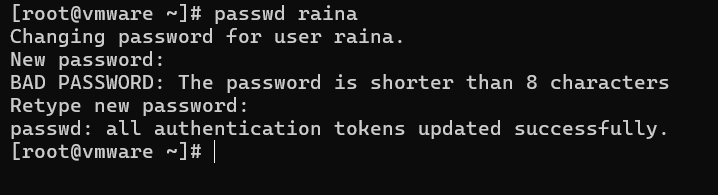 [root@vmware ~]# passwd raina
Changing password for user raina.
New password:
BAD PASSWORD: The password is shorter than 8 characters
Retype new password:
passwd: all authentication tokens updated successfully.
[root@vmware ~]#